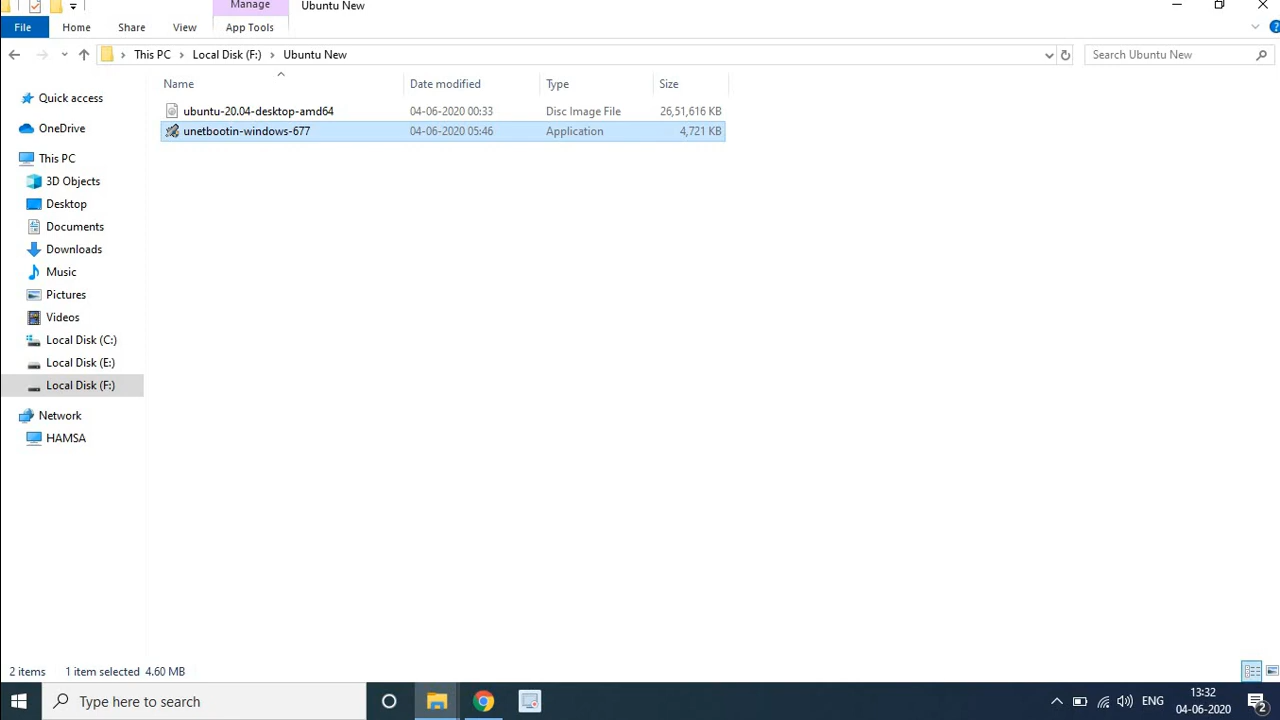 Manage
Ubuntu New
File
Home
Share
View
App Tools
This PC
Local Disk (F:)
Ubuntu New
Search Ubuntu New
Name
Date modified
Type
Size
ubuntu-20.04-desktop-amd64
04-06-2020 00:33
Disc Image File
26,51,616 KB
unetbootin-windows-677
04-06-2020 05:46
Application
4,721 KB
Quick access
OneDrive
This PC
3D Objects
Desktop
Documents
Downloads
Music
Pictures
Videos
Local Disk (C:)
Local Disk (E:)
Local Disk (F:)
Network
HAMSA
2 items
1 item selected 4.60 MB
Type here to search
ENG
13:32
04-06-2020
2